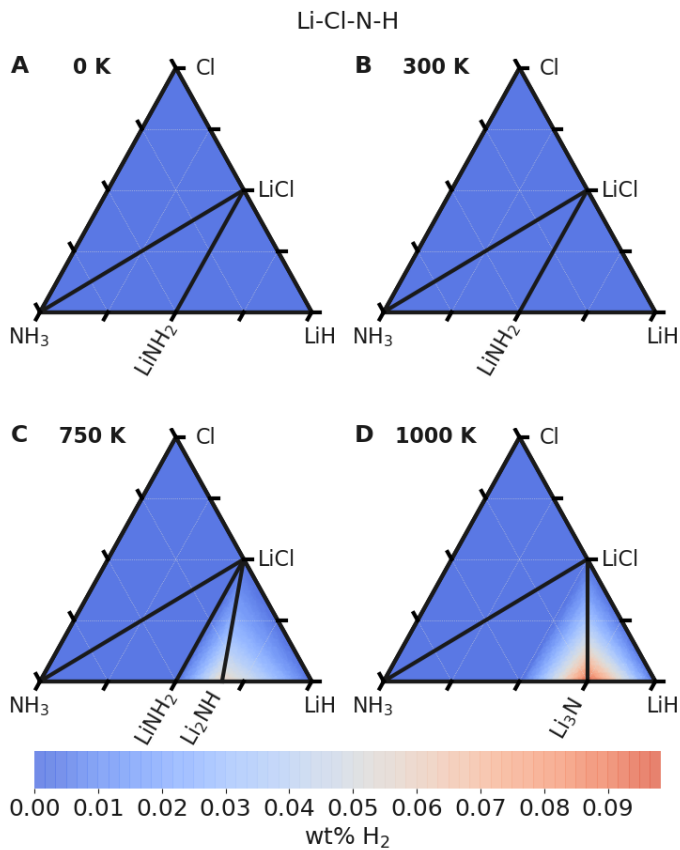 Li-Cl-N-H
A 0 K
Cl
LiCl
NH₃
LiNH₂
LiH
B 300 K
Cl
LiCl
NH₃
LiNH₂
LiH
C 750 K
Cl
LiCl
NH₃
LiNH₂
Li₂NH
LiH
D 1000 K
Cl
LiCl
NH₃
Li₃N
LiH
0.00 0.01 0.02 0.03 0.04 0.05 0.06 0.07 0.08 0.09
wt% H₂